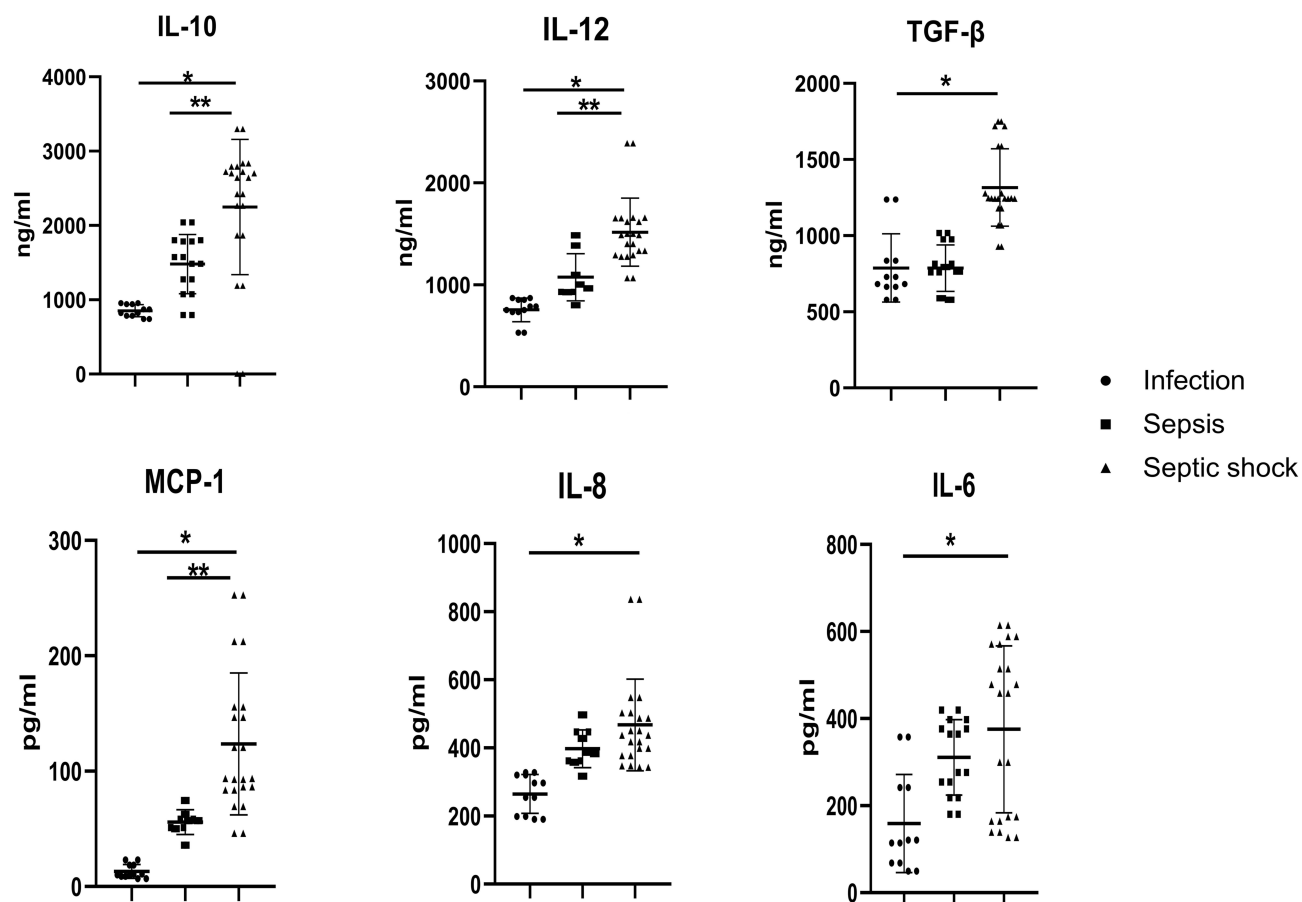 IL-10
4000
3000
2000
1000
0
ng/ml
*
**
IL-12
3000
2000
1000
0
ng/ml
*
**
TGF-β
2000
1500
1000
500
0
ng/ml
*
Infection
Sepsis
Septic shock
MCP-1
300
200
100
0
pg/ml
*
**
IL-8
1000
800
600
400
200
0
pg/ml
*
IL-6
800
600
400
200
0
pg/ml
*